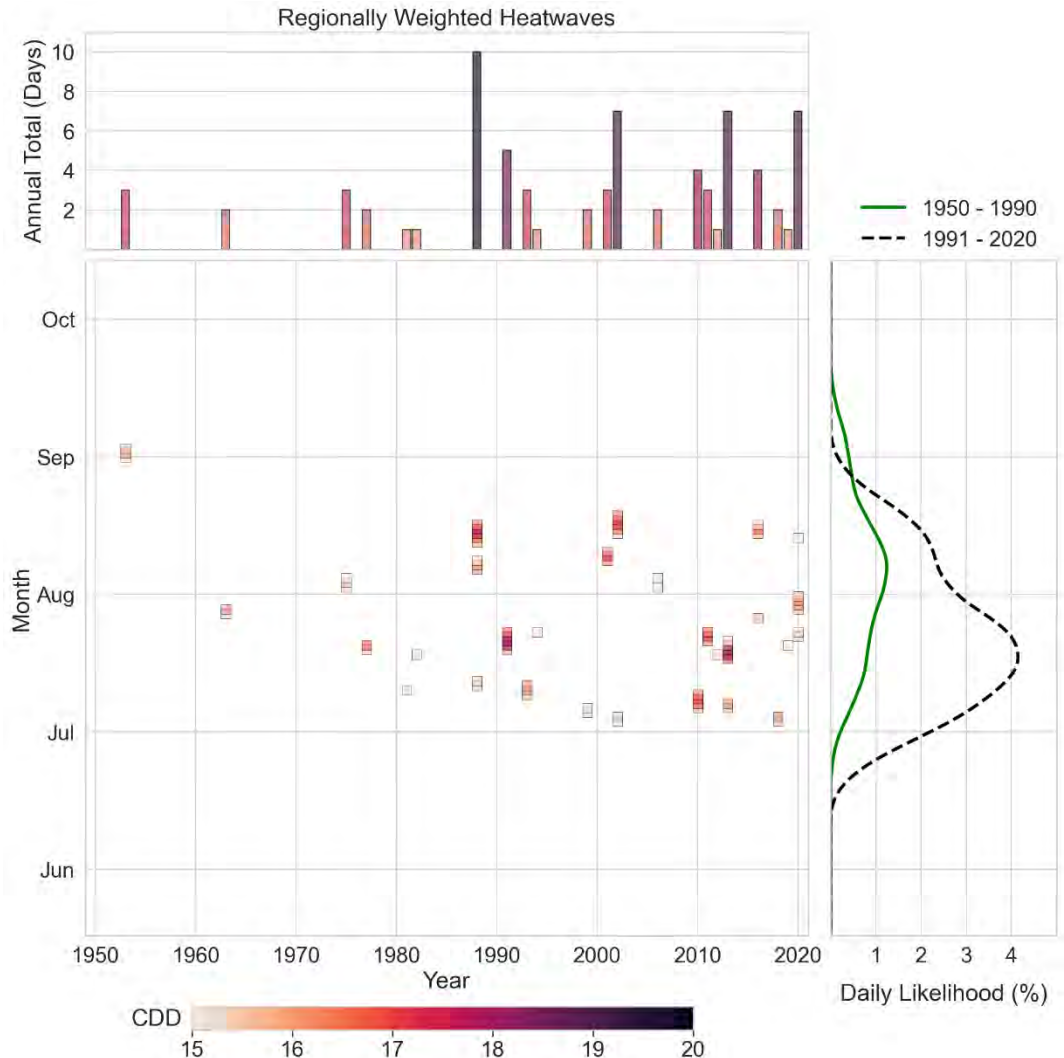 Regionally Weighted Heatwaves
Annual Total (Days)
10
8
6
4
2
1950 - 1990
1991 - 2020
Month
Oct
Sep
Aug
Jul
Jun
1950 1960 1970 1980 1990 2000 2010 2020
Year
1 2 3 4
Daily Likelihood (%)
CDD
15 16 17 18 19 20